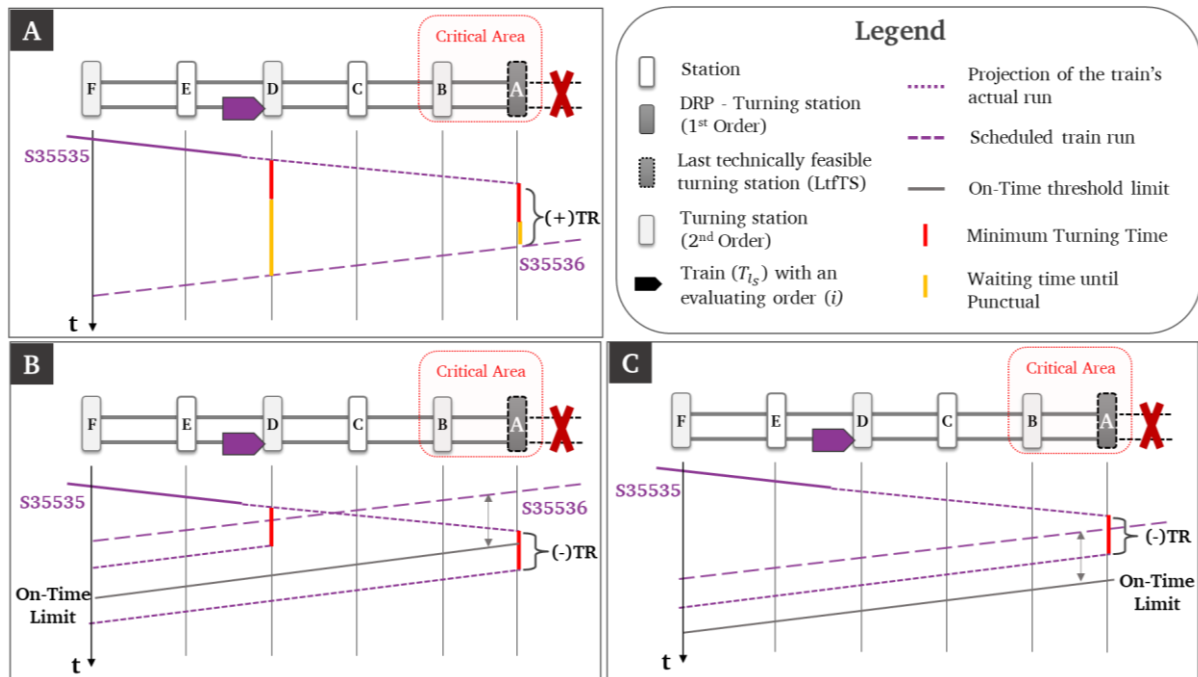 A
Critical Area
F
E
D
C
B
A
S35535
(+)TR
S35536
t
Legend
Station
DRP - Turning station
(1st Order)
Last technically feasible
turning station (LtfTS)
Turning station
(2nd Order)
Train (Tls) with an
evaluating order (i)
Projection of the train's
actual run
Scheduled train run
On-Time threshold limit
Minimum Turning Time
Waiting time until
Punctual
B
Critical Area
F
E
D
C
B
A
S35535
S35536
(-)TR
On-Time
Limit
t
C
Critical Area
F
E
D
C
B
A
S35535
(-)TR
On-Time
Limit
t